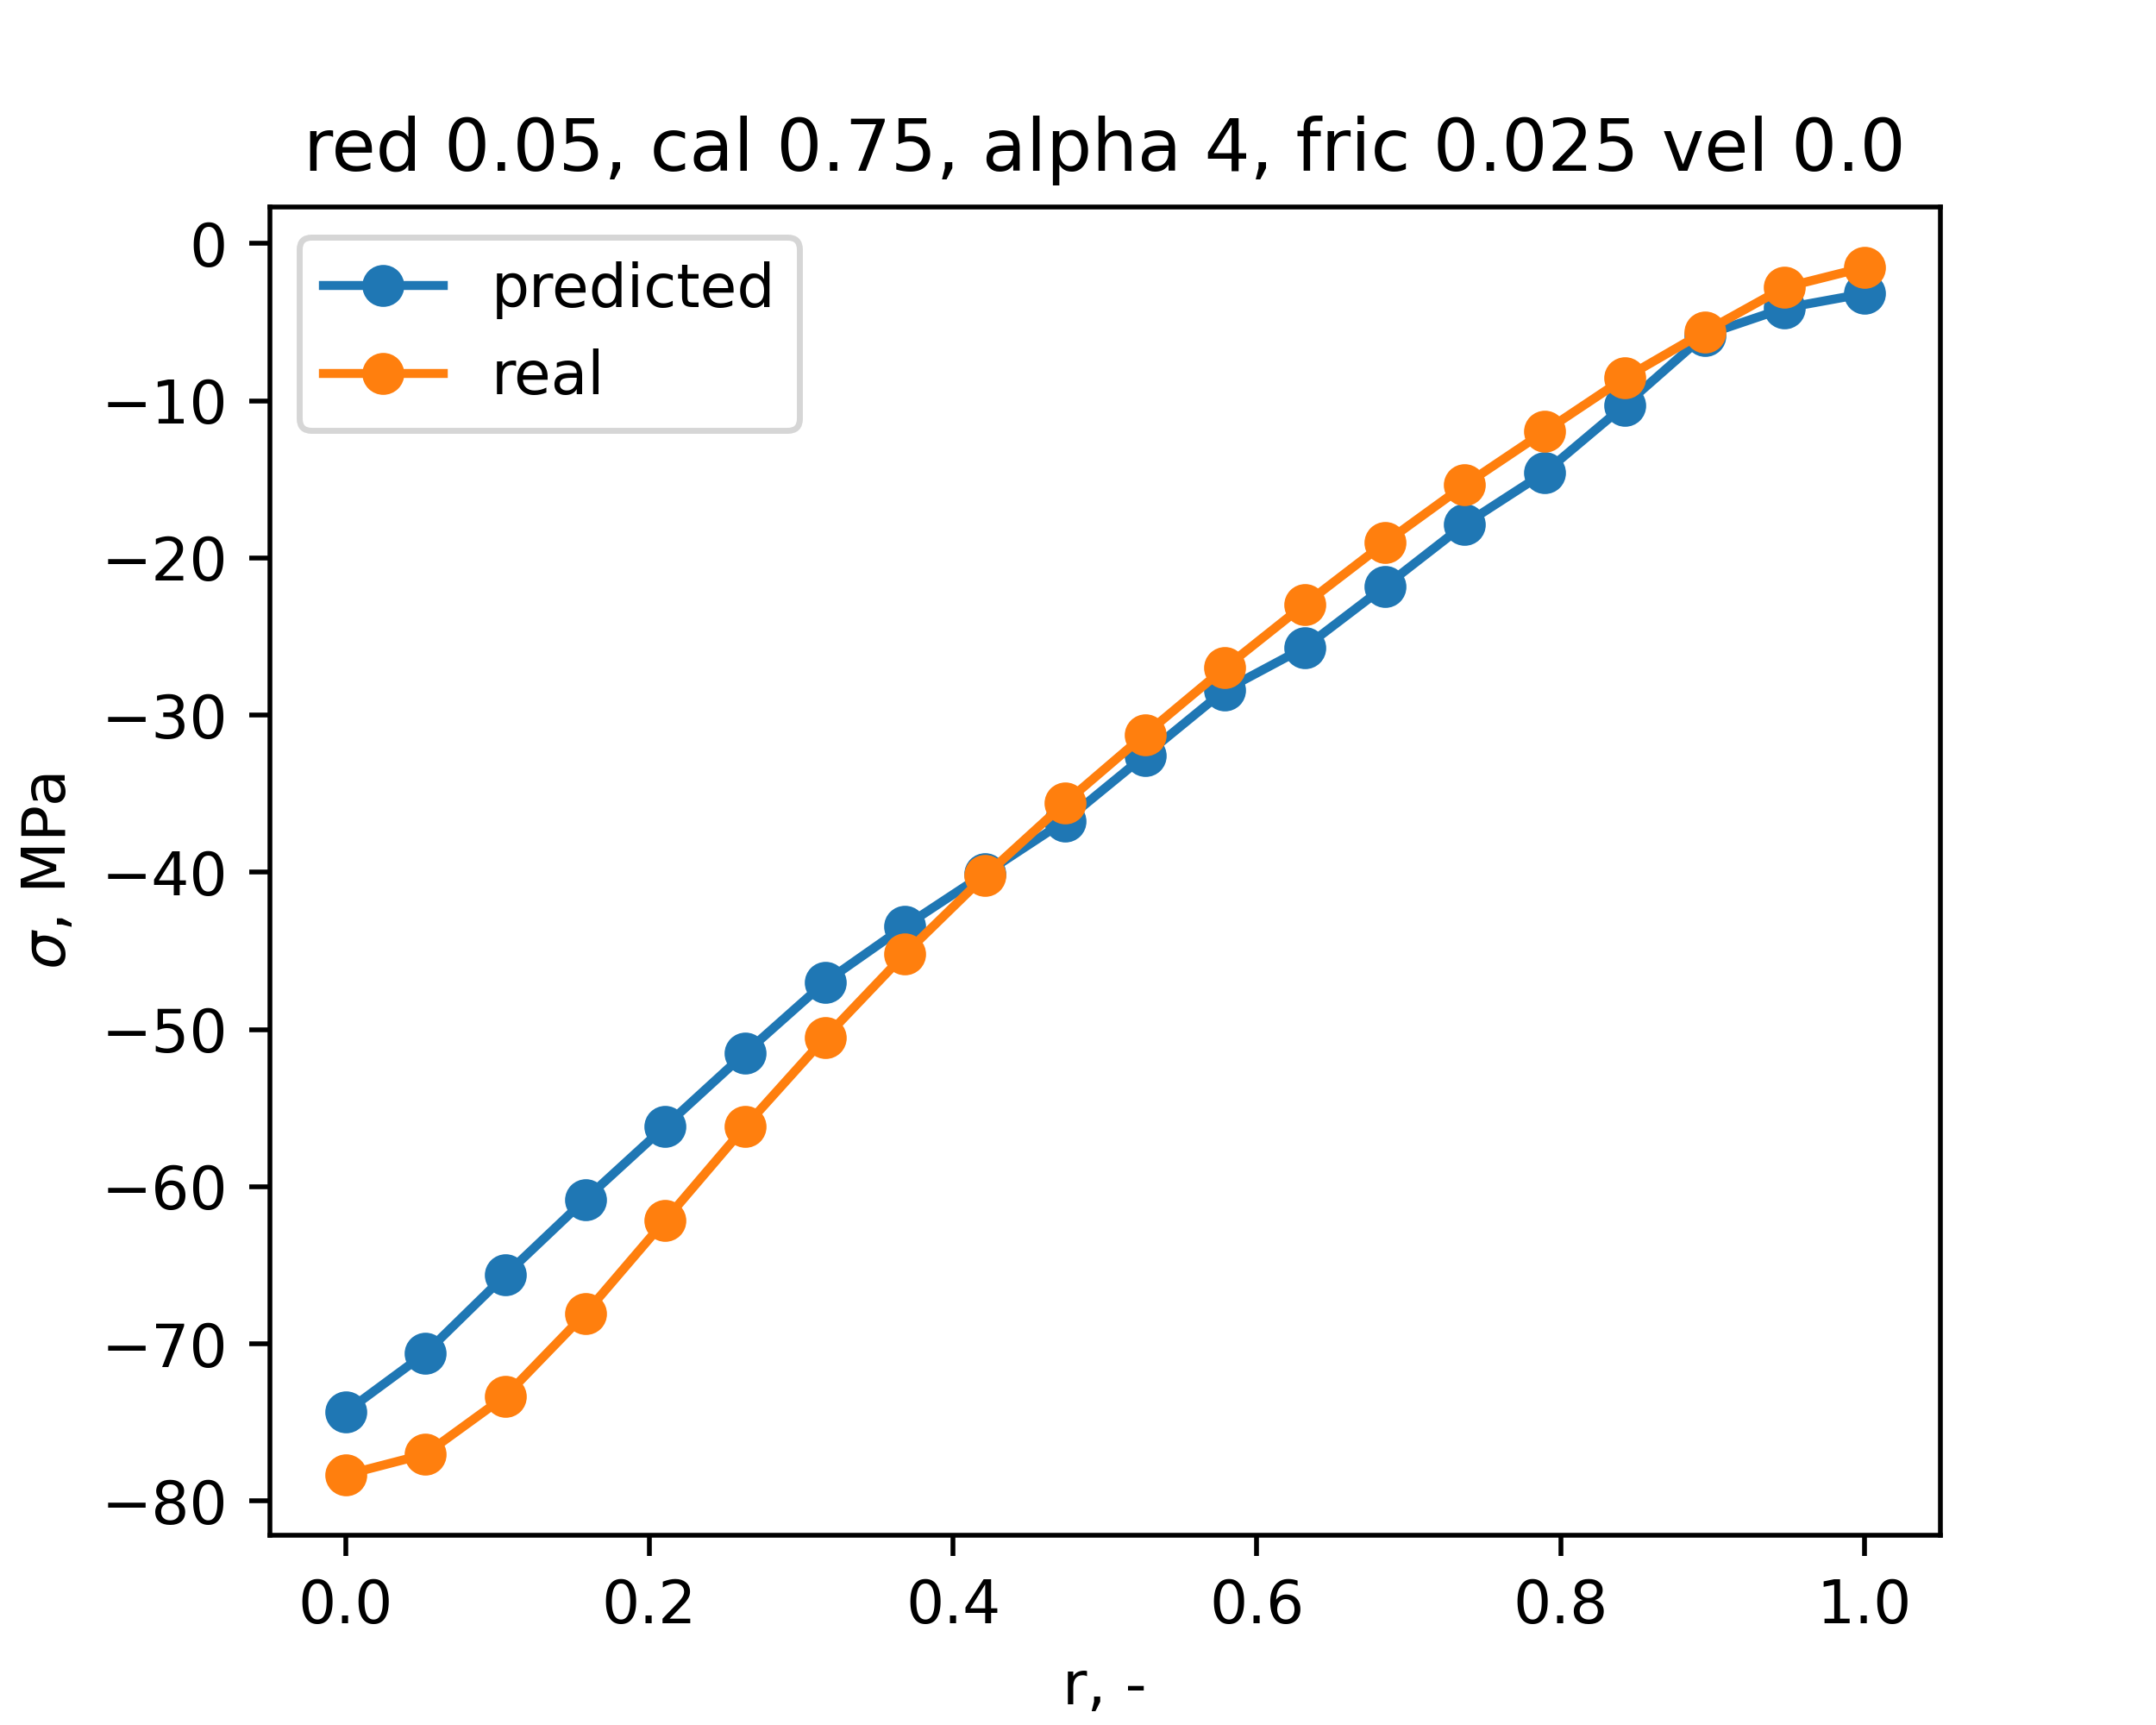 red 0.05, cal 0.75, alpha 4, fric 0.025 vel 0.0
predicted
real
0
−10
−20
−30
−40
−50
−60
−70
−80
σ, MPa
0.0 0.2 0.4 0.6 0.8 1.0
r, -